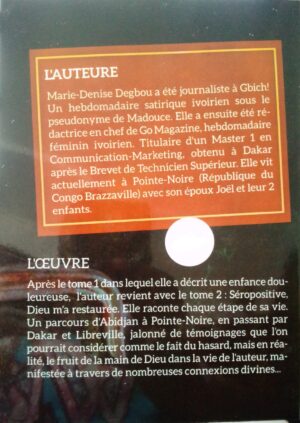 L'AUTEURE
Marie-Denise Degbou a été journaliste à Gbich!
Un hebdomadaire satirique ivoirien sous le
pseudonyme de Madouce. Elle a ensuite été ré-
dactrice en chef de Go Magazine, hebdomadaire
féminin ivoirien. Titulaire d'un Master 1 en
Communication-Marketing, obtenu à Dakar
après le Brevet de Technicien Supérieur. Elle vit
actuellement à Pointe-Noire (République du
Congo Brazzaville) avec son époux Joël et leur 2
enfants.
L'ŒUVRE
Après le tome 1 dans lequel elle a décrit une enfance dou-
leureuse, l'auteur revient avec le tome 2 : Séropositive,
Dieu m'a restaurée. Elle raconte chaque étape de sa vie.
Un parcours d'Abidjan à Pointe-Noire, en passant par
Dakar et Libreville, jalonné de témoignages que l'on
pourrait considérer comme le fait du hasard, mais en réa-
lité, le fruit de la main de Dieu dans la vie de l'auteur, ma-
nifestée à travers de nombreuses connexions divines...